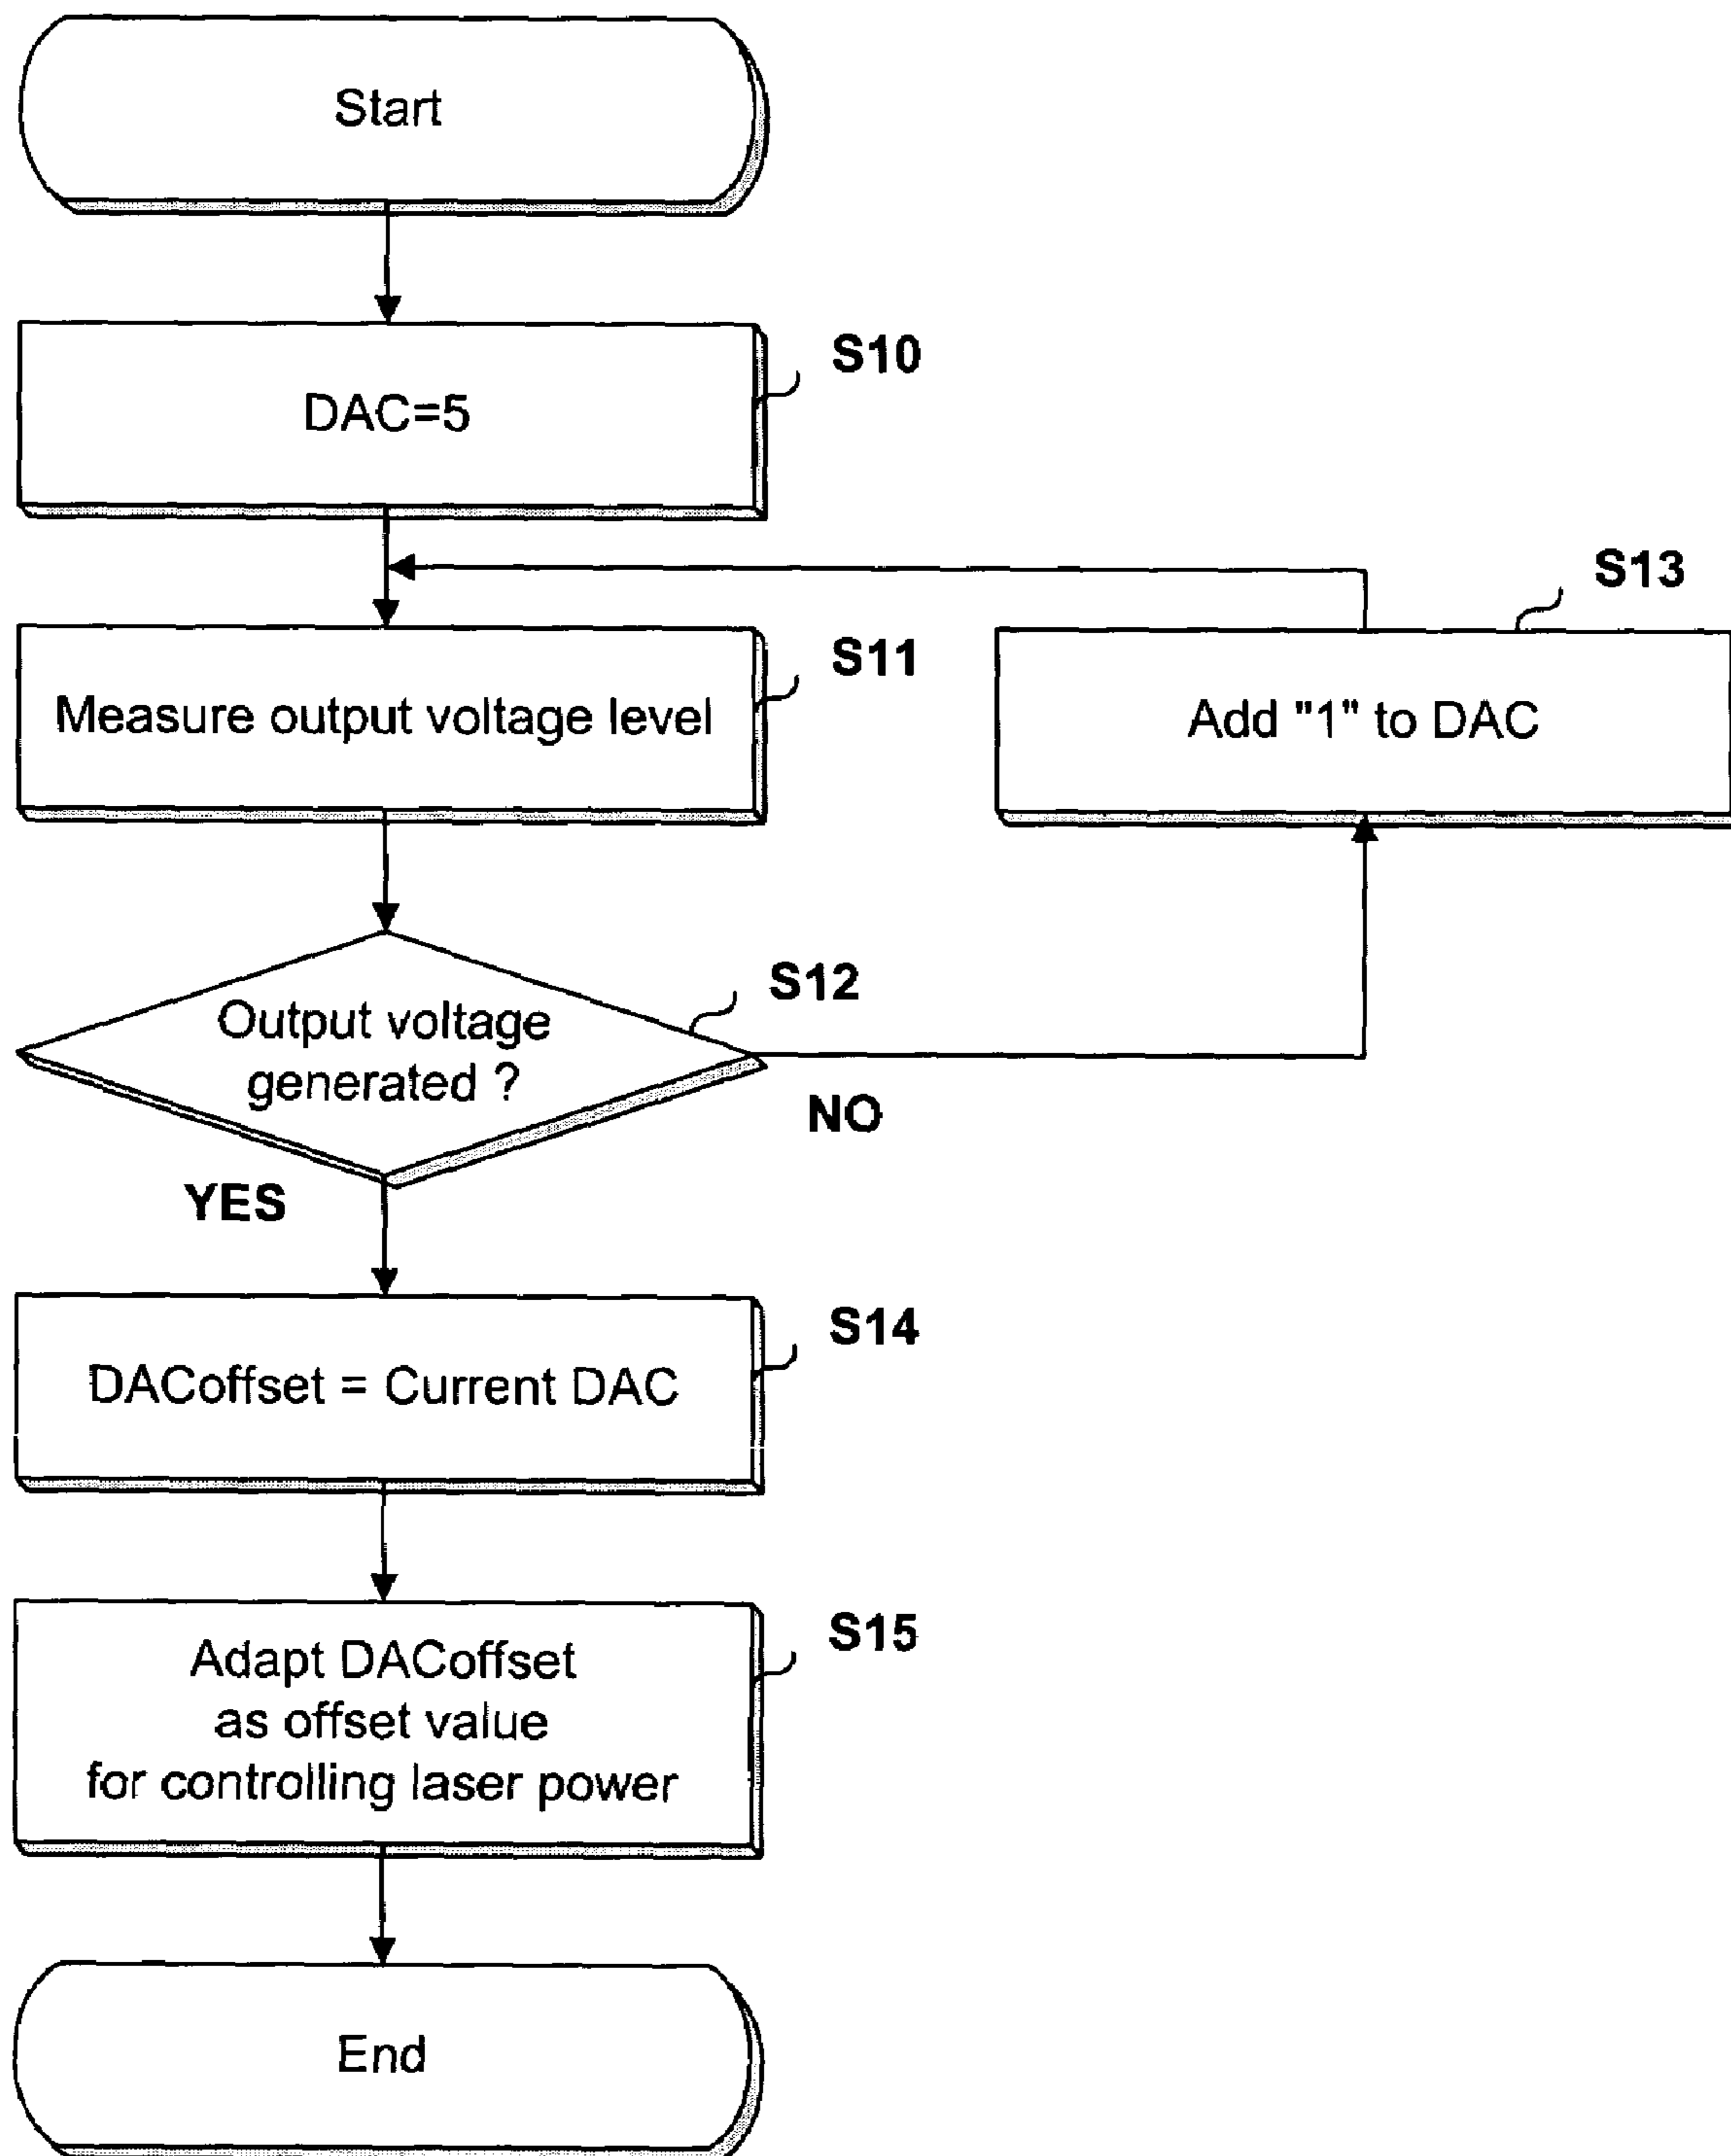 Start
S10
DAC=5
S13
S11
Measure output voltage level
Add "1" to DAC
S12
Output voltage
generated ?
NO
YES
S14
DACoffset = Current DAC
S15
Adapt DACoffset
as offset value
for controlling laser power
End